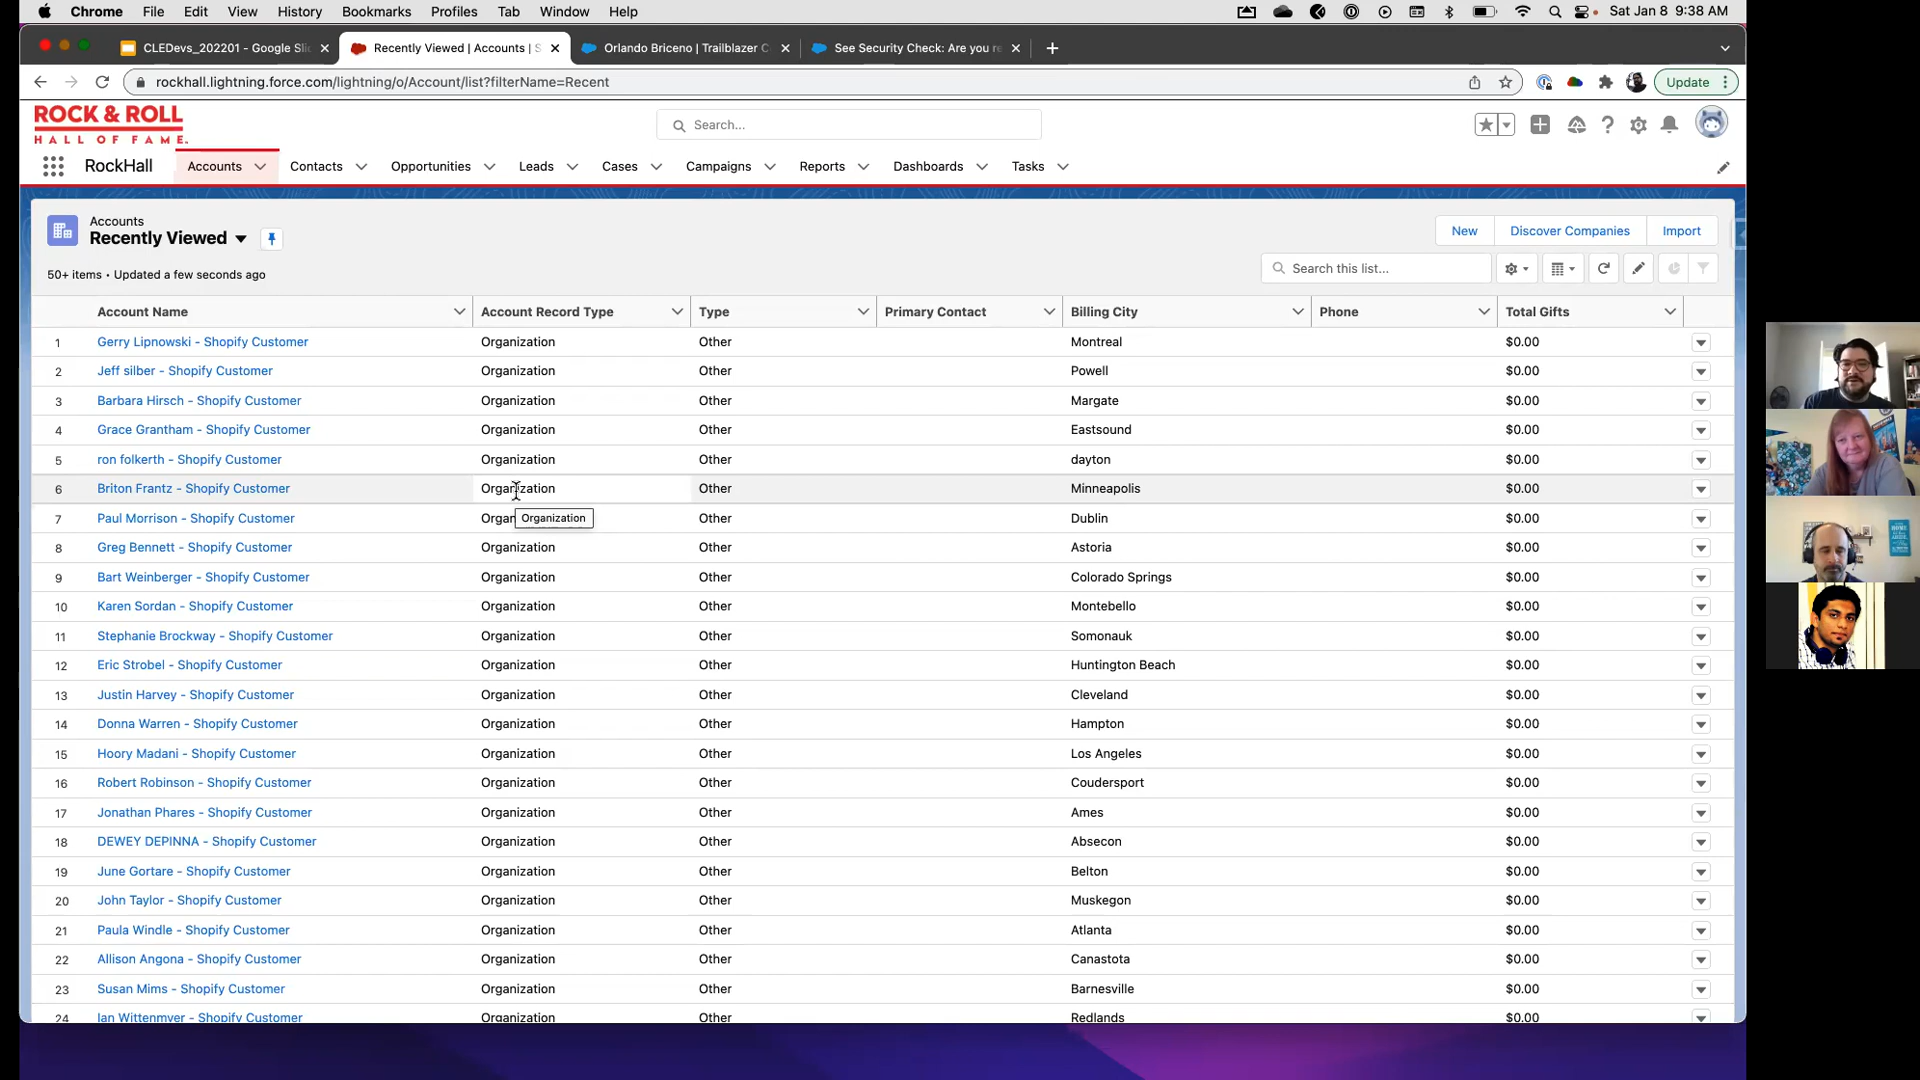 Chrome File Edit View History Bookmarks Profiles Tab Window Help Sat Jan 8 9:38 AM
CLEDevs_202201 - Google Slid Recently Viewed | Accounts | S Orlando Briceno | Trailblazer C See Security Check: Are you re
rockhall.lightning.force.com/lightning/o/Account/list?filterName=Recent Update
ROCK & ROLL
HALL OF FAME.
Search...
RockHall Accounts Contacts Opportunities Leads Cases Campaigns Reports Dashboards Tasks
Accounts
Recently Viewed
New Discover Companies Import
50+ items • Updated a few seconds ago
Search this list...
Account Name Account Record Type Type Primary Contact Billing City Phone Total Gifts
1 Gerry Lipnowski - Shopify Customer Organization Other Montreal $0.00
2 Jeff silber - Shopify Customer Organization Other Powell $0.00
3 Barbara Hirsch - Shopify Customer Organization Other Margate $0.00
4 Grace Grantham - Shopify Customer Organization Other Eastsound $0.00
5 ron folkerth - Shopify Customer Organization Other dayton $0.00
6 Briton Frantz - Shopify Customer Organization Other Minneapolis $0.00
7 Paul Morrison - Shopify Customer Organ Organization Other Dublin $0.00
8 Greg Bennett - Shopify Customer Organization Other Astoria $0.00
9 Bart Weinberger - Shopify Customer Organization Other Colorado Springs $0.00
10 Karen Sordan - Shopify Customer Organization Other Montebello $0.00
11 Stephanie Brockway - Shopify Customer Organization Other Somonauk $0.00
12 Eric Strobel - Shopify Customer Organization Other Huntington Beach $0.00
13 Justin Harvey - Shopify Customer Organization Other Cleveland $0.00
14 Donna Warren - Shopify Customer Organization Other Hampton $0.00
15 Hoory Madani - Shopify Customer Organization Other Los Angeles $0.00
16 Robert Robinson - Shopify Customer Organization Other Coudersport $0.00
17 Jonathan Phares - Shopify Customer Organization Other Ames $0.00
18 DEWEY DEPINNA - Shopify Customer Organization Other Absecon $0.00
19 June Gortare - Shopify Customer Organization Other Belton $0.00
20 John Taylor - Shopify Customer Organization Other Muskegon $0.00
21 Paula Windle - Shopify Customer Organization Other Atlanta $0.00
22 Allison Angona - Shopify Customer Organization Other Canastota $0.00
23 Susan Mims - Shopify Customer Organization Other Barnesville $0.00
24 Ian Wittenmyer - Shopify Customer Organization Other Redlands $0.00